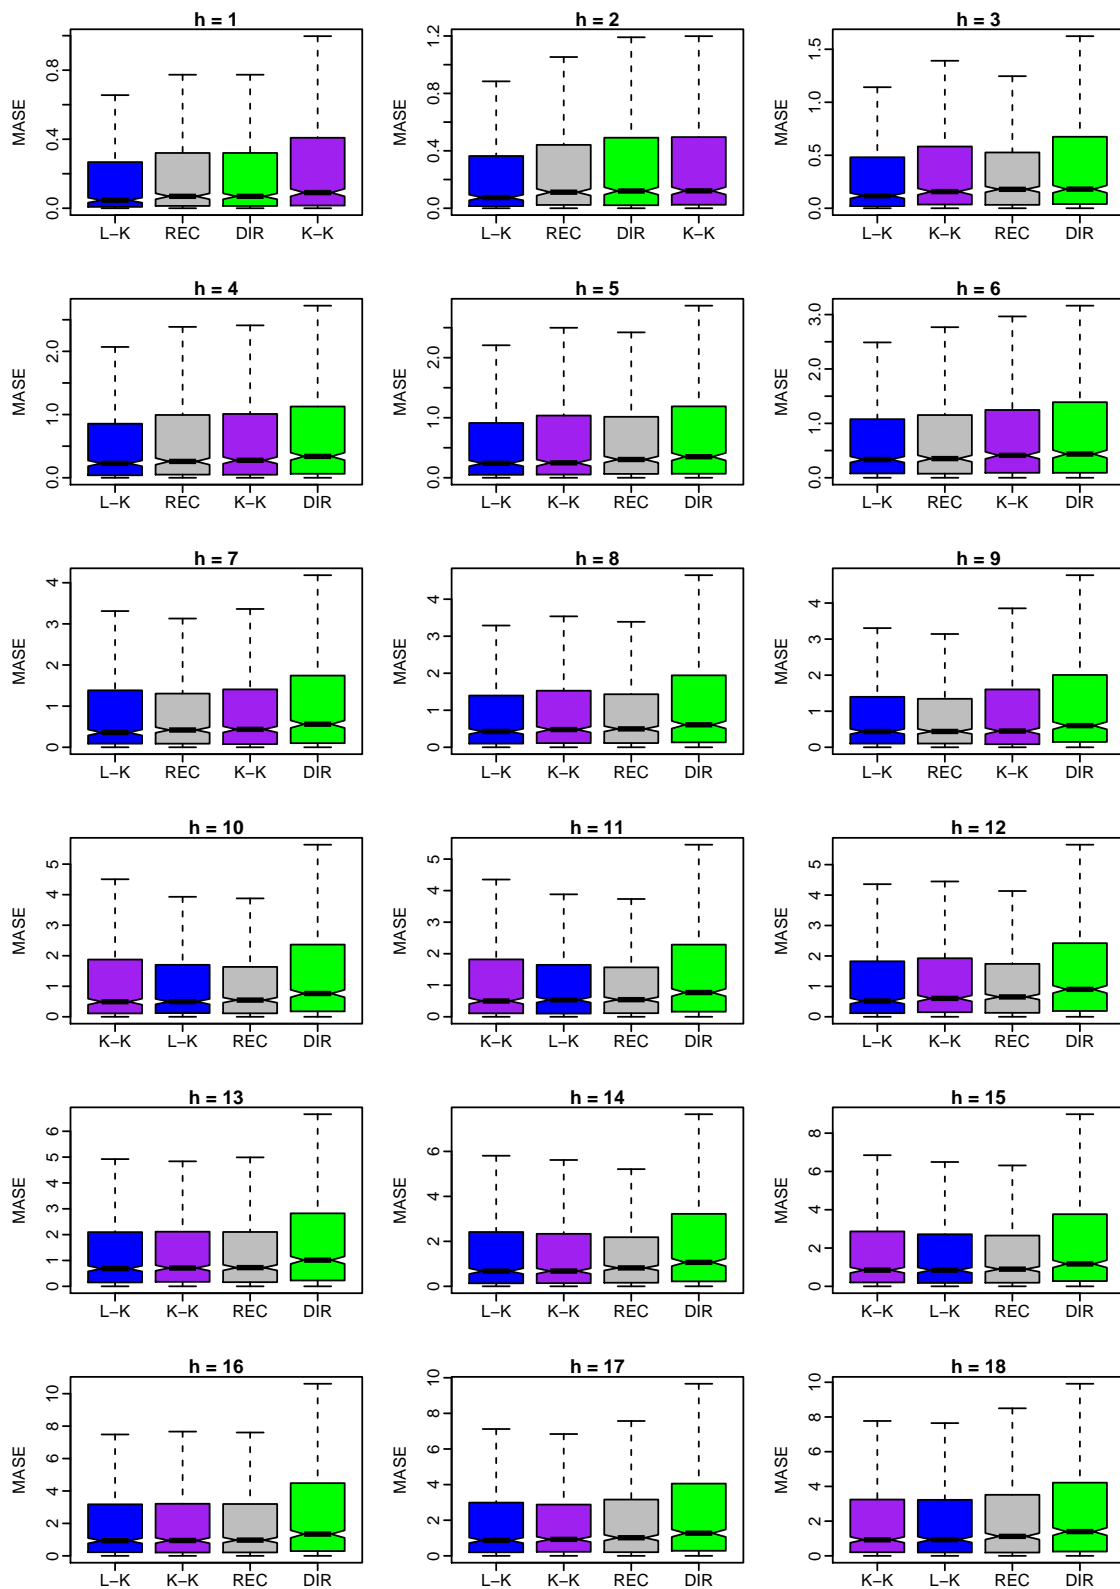 h = 1
h = 2
h = 3
MASE
0.0 0.4 0.8
L−K REC DIR K−K
MASE
0.0 0.4 0.8 1.2
L−K REC DIR K−K
MASE
0.0 0.5 1.0 1.5
L−K K−K REC DIR
h = 4
h = 5
h = 6
MASE
0.0 1.0 2.0
L−K REC K−K DIR
MASE
0.0 1.0 2.0
L−K K−K REC DIR
MASE
0.0 1.0 2.0 3.0
L−K REC K−K DIR
h = 7
h = 8
h = 9
MASE
0 1 2 3 4
L−K REC K−K DIR
MASE
0 1 2 3 4
L−K K−K REC DIR
MASE
0 1 2 3 4
L−K REC K−K DIR
h = 10
h = 11
h = 12
MASE
0 1 2 3 4 5
K−K L−K REC DIR
MASE
0 1 2 3 4 5
K−K L−K REC DIR
MASE
0 1 2 3 4 5
L−K K−K REC DIR
h = 13
h = 14
h = 15
MASE
0 1 2 3 4 5 6
L−K K−K REC DIR
MASE
0 2 4 6
L−K K−K REC DIR
MASE
0 2 4 6 8
K−K L−K REC DIR
h = 16
h = 17
h = 18
MASE
0 2 4 6 8 10
L−K K−K REC DIR
MASE
0 2 4 6 8 10
L−K K−K REC DIR
MASE
0 2 4 6 8 10
K−K L−K REC DIR